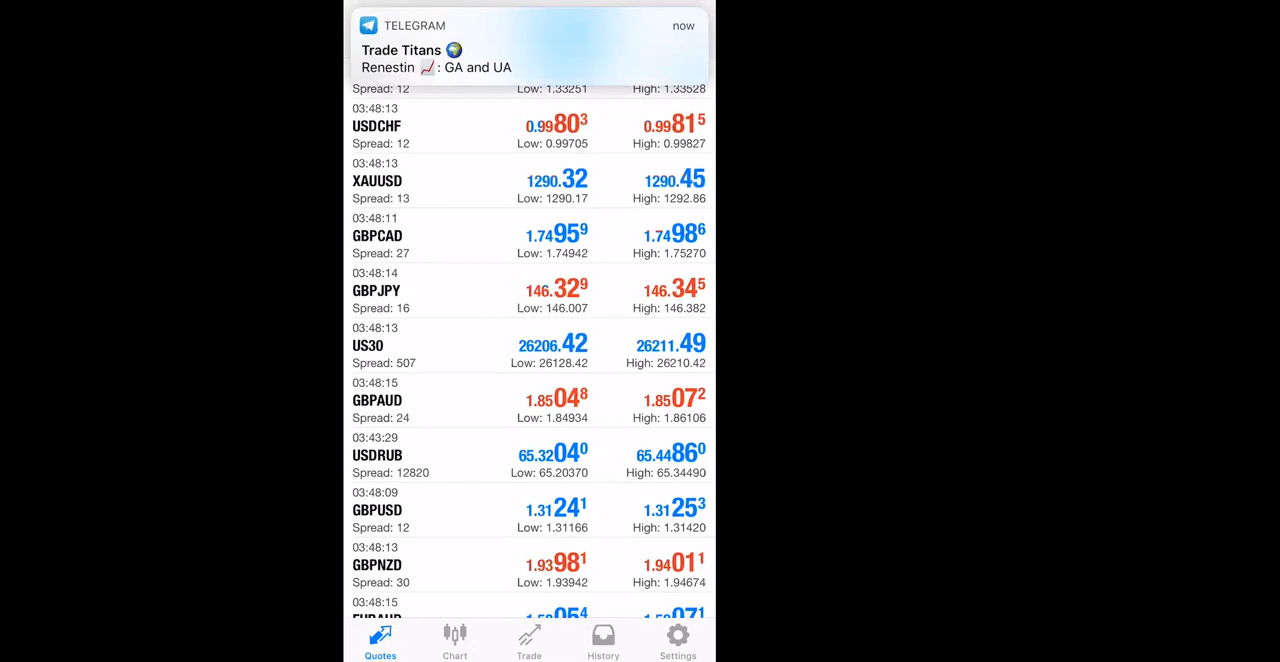 TELEGRAM now
Trade Titans 🌍
Renestin 📈: GA and UA
Spread: 12 Low: 1.33251 High: 1.33528
03:48:13
USDCHF 0.99803 0.99815
Spread: 12 Low: 0.99705 High: 0.99827
03:48:13
XAUUSD 1290.32 1290.45
Spread: 13 Low: 1290.17 High: 1292.86
03:48:11
GBPCAD 1.74959 1.74986
Spread: 27 Low: 1.74942 High: 1.75270
03:48:14
GBPJPY 146.329 146.345
Spread: 16 Low: 146.007 High: 146.382
03:48:13
US30 26206.42 26211.49
Spread: 507 Low: 26128.42 High: 26210.42
03:48:15
GBPAUD 1.85048 1.85072
Spread: 24 Low: 1.84934 High: 1.86106
03:43:29
USDRUB 65.32040 65.44860
Spread: 12820 Low: 65.20370 High: 65.34490
03:48:09
GBPUSD 1.31241 1.31253
Spread: 12 Low: 1.31166 High: 1.31420
03:48:13
GBPNZD 1.93981 1.94011
Spread: 30 Low: 1.93942 High: 1.94674
03:48:15
Quotes Chart Trade History Settings